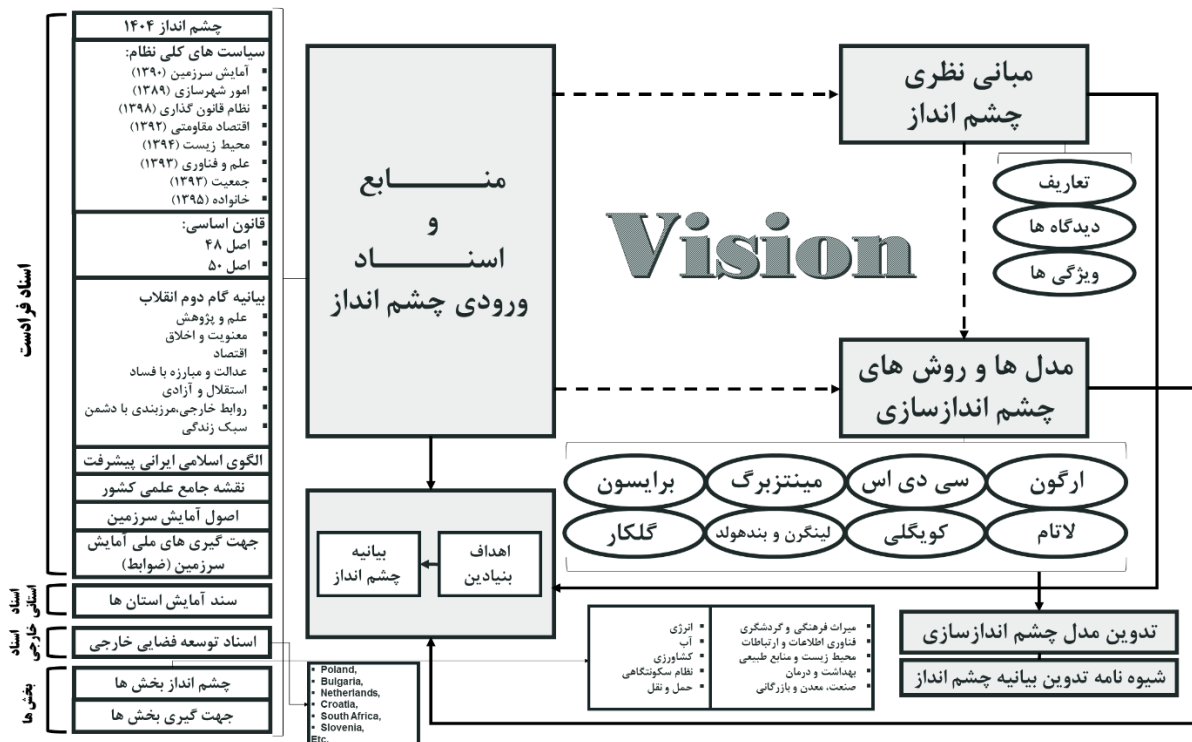 چشم انداز ۱۴۰۴
سیاست های کلی نظام:
آمایش سرزمین (۱۳۹۰)
امور شهرسازی (۱۳۸۹)
نظام قانون گذاری (۱۳۹۸)
اقتصاد مقاومتی (۱۳۹۲)
محیط زیست (۱۳۹۴)
علم و فناوری (۱۳۹۳)
جمعیت (۱۳۹۳)
خانواده (۱۳۹۵)
قانون اساسی:
اصل ۴۸
اصل ۵۰
بیانیه گام دوم انقلاب
علم و پژوهش
معنویت و اخلاق
اقتصاد
عدالت و مبارزه با فساد
استقلال و آزادی
روابط خارجی،مرزبندی با دشمن
سبک زندگی
الگوی اسلامی ایرانی پیشرفت
نقشه جامع علمی کشور
اصول آمایش سرزمین
جهت گیری های ملی آمایش
سرزمین (ضوابط)
اسناد فرادست
سند آمایش استان ها
اسناد
استانی
اسناد توسعه فضایی خارجی
اسناد
خارجی
چشم انداز بخش ها
جهت گیری بخش ها
بخش ها
منابع
و
اسناد
ورودی چشم انداز
Vision
مبانی نظری
چشم انداز
تعاریف
دیدگاه ها
ویژگی ها
مدل ها و روش های
چشم اندازسازی
ارگون
سی دی اس
مینتزبرگ
برایسون
لاتام
کویگلی
لینگرن و بندهولد
گلکار
اهداف
بنیادین
بیانیه
چشم انداز
تدوین مدل چشم اندازسازی
شیوه نامه تدوین بیانیه چشم انداز
میراث فرهنگی و گردشگری
فناوری اطلاعات و ارتباطات
محیط زیست و منابع طبیعی
بهداشت و درمان
صنعت، معدن و بازرگانی
انرژی
آب
کشاورزی
نظام سکونتگاهی
حمل و نقل
Poland,
Bulgaria,
Netherlands,
Croatia,
South Africa,
Slovenia,
Etc.